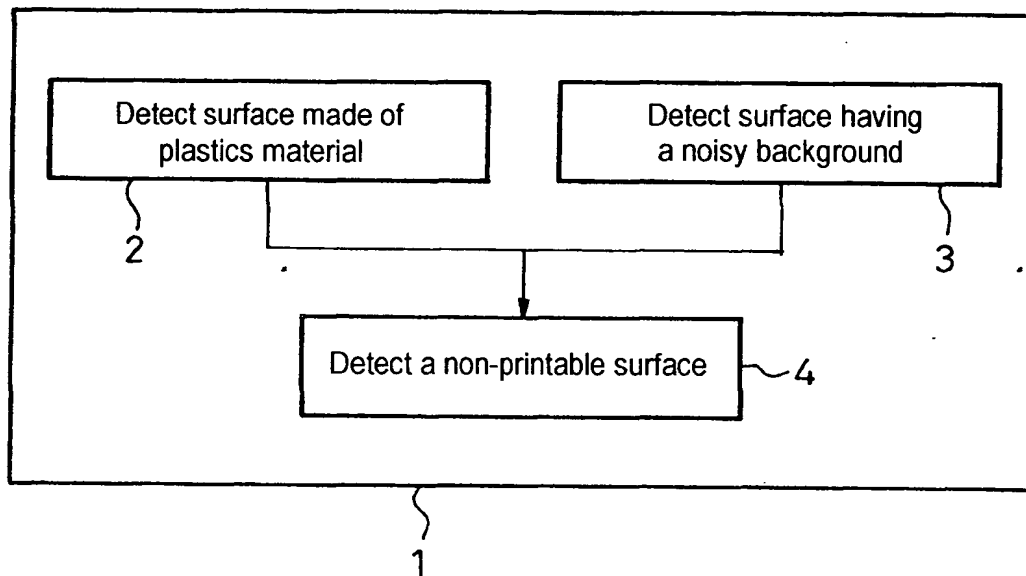 Detect surface made of
plastics material
Detect surface having
a noisy background
2
3
Detect a non-printable surface
4
1